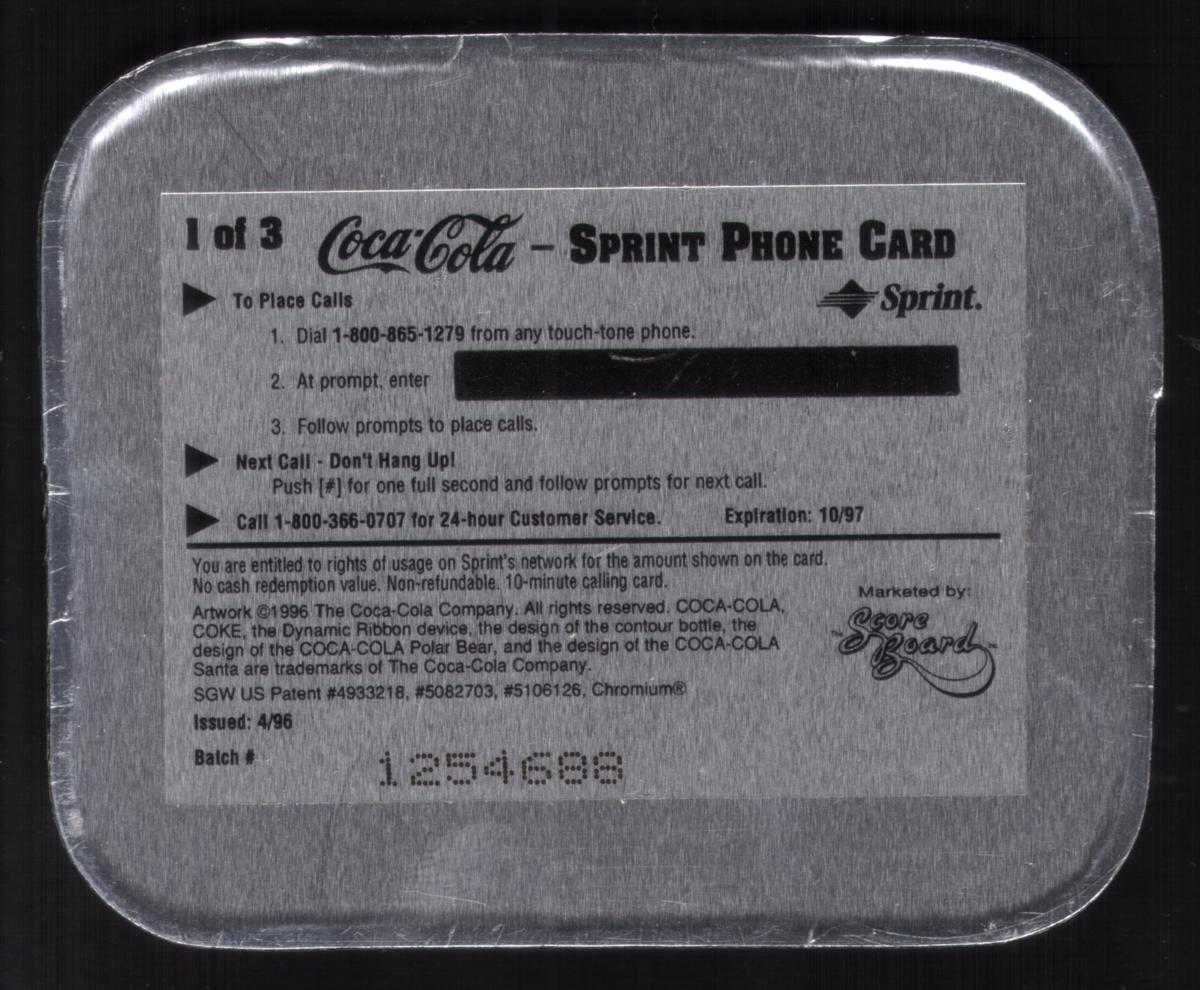 1 of 3 Coca-Cola – SPRINT PHONE CARD
To Place Calls
Sprint.
1. Dial 1-800-865-1279 from any touch-tone phone.
2. At prompt, enter
3. Follow prompts to place calls.
Next Call - Don't Hang Up!
Push [#] for one full second and follow prompts for next call.
Call 1-800-366-0707 for 24-hour Customer Service. Expiration: 10/97
You are entitled to rights of usage on Sprint's network for the amount shown on the card.
No cash redemption value. Non-refundable. 10-minute calling card.
Artwork ©1996 The Coca-Cola Company. All rights reserved. COCA-COLA,
COKE, the Dynamic Ribbon device, the design of the contour bottle, the
design of the COCA-COLA Polar Bear, and the design of the COCA-COLA
Santa are trademarks of The Coca-Cola Company.
Marketed by:
™Score
Board™
SGW US Patent #4933218, #5082703, #5106126, Chromium®
Issued: 4/96
Batch # 1254688